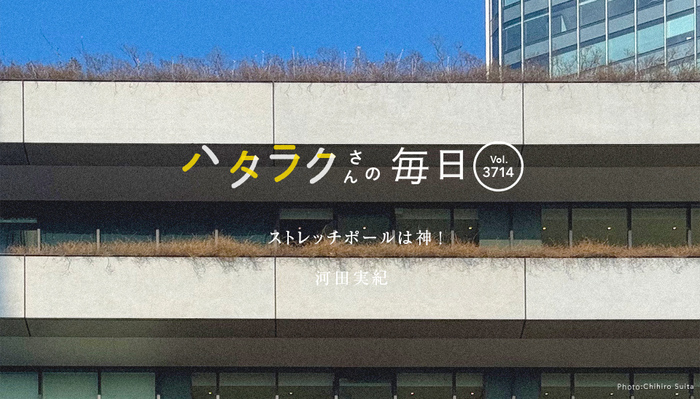 ハタラクさんの毎日 Vol. 3714
ストレッチポールは神！
河田実紀
Photo:Chihiro Suita